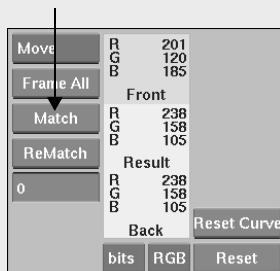 Move
Frame All
Match
ReMatch
0
R 201
G 120
B 185
Front
R 238
G 158
B 105
Result
R 238
G 158
B 105
Back
Reset Curve
bits RGB Reset